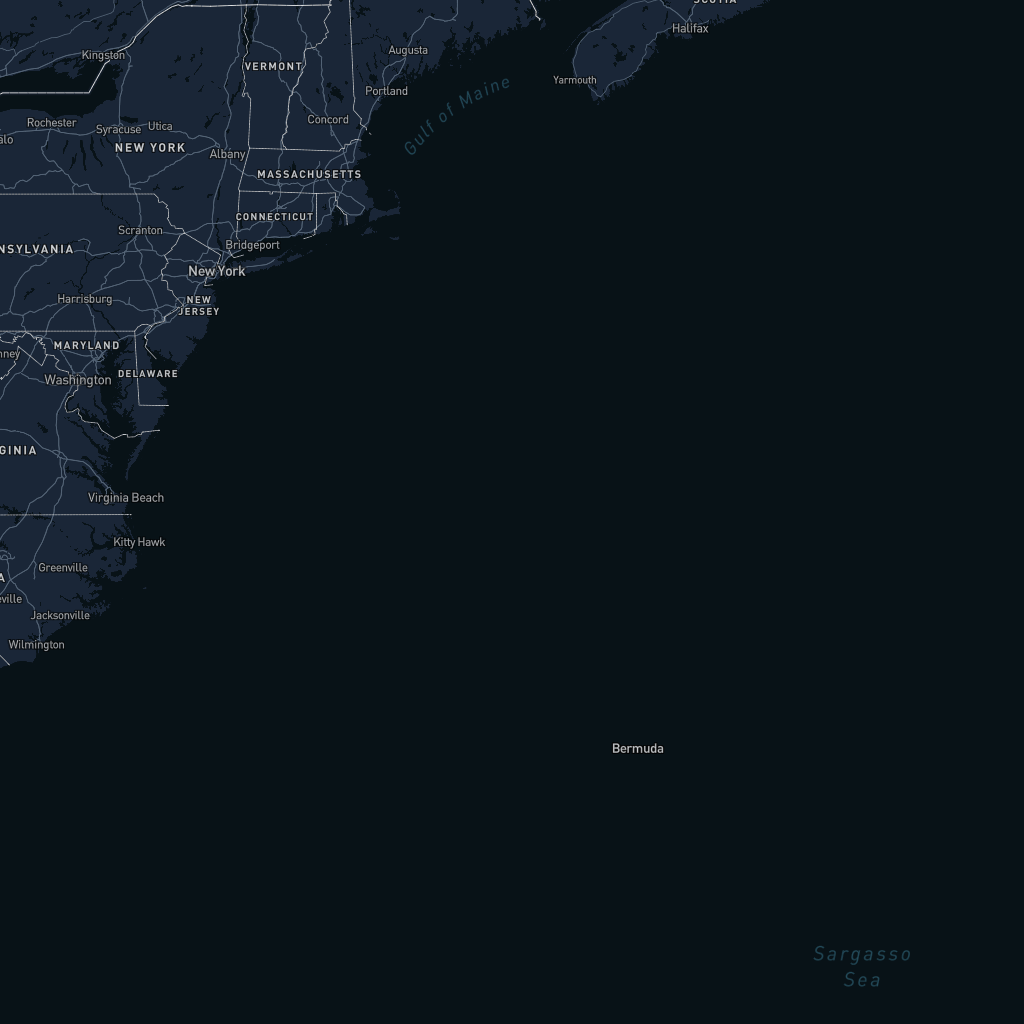 SCOTIA
Halifax
Augusta
Kingston
VERMONT
Yarmouth
Portland
Gulf of Maine
Concord
Rochester
Syracuse
Utica
alo
NEW YORK
Albany
MASSACHUSETTS
CONNECTICUT
Scranton
Bridgeport
NSYLVANIA
New York
Harrisburg
NEW
JERSEY
MARYLAND
nney
DELAWARE
Washington
GINIA
Virginia Beach
Kitty Hawk
Greenville
A
eville
Jacksonville
Wilmington
Bermuda
Sargasso
Sea